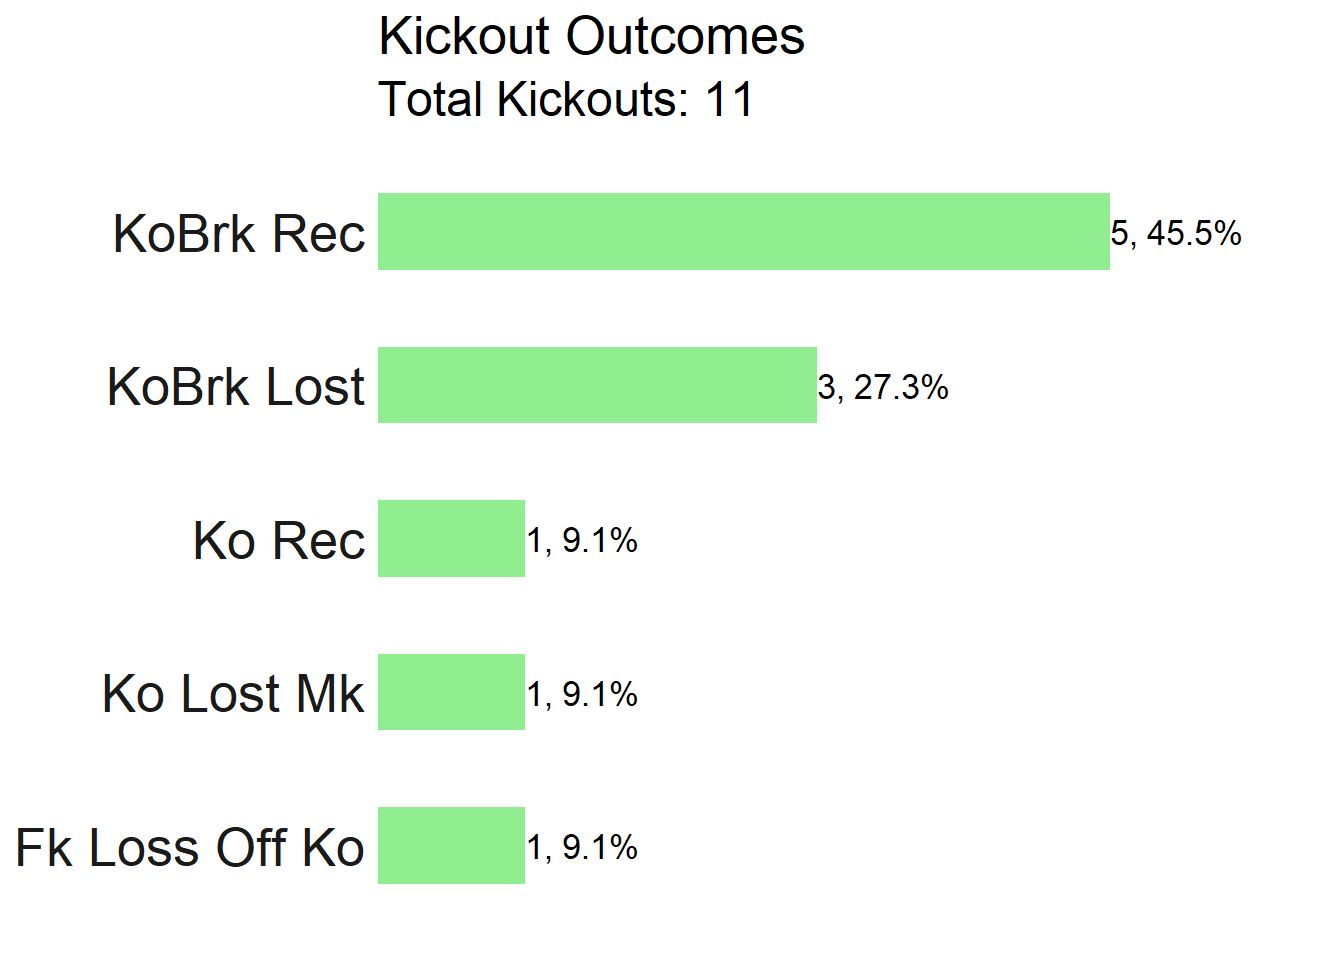 Kickout Outcomes
Total Kickouts: 11
KoBrk Rec 5, 45.5%
KoBrk Lost 3, 27.3%
Ko Rec 1, 9.1%
Ko Lost Mk 1, 9.1%
Fk Loss Off Ko 1, 9.1%